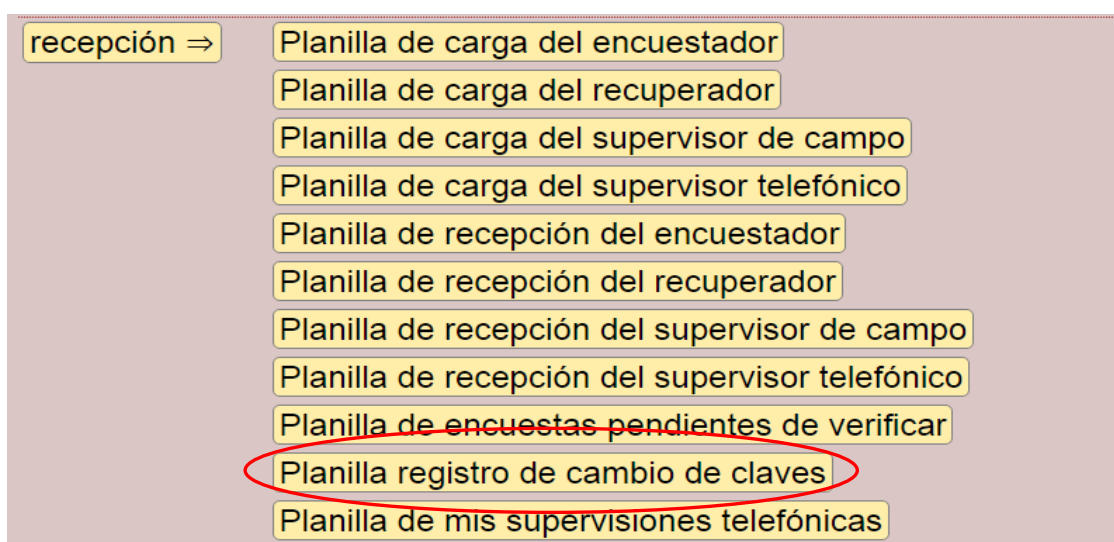 recepción ⇒ Planilla de carga del encuestador
Planilla de carga del recuperador
Planilla de carga del supervisor de campo
Planilla de carga del supervisor telefónico
Planilla de recepción del encuestador
Planilla de recepción del recuperador
Planilla de recepción del supervisor de campo
Planilla de recepción del supervisor telefónico
Planilla de encuestas pendientes de verificar
Planilla registro de cambio de claves
Planilla de mis supervisiones telefónicas